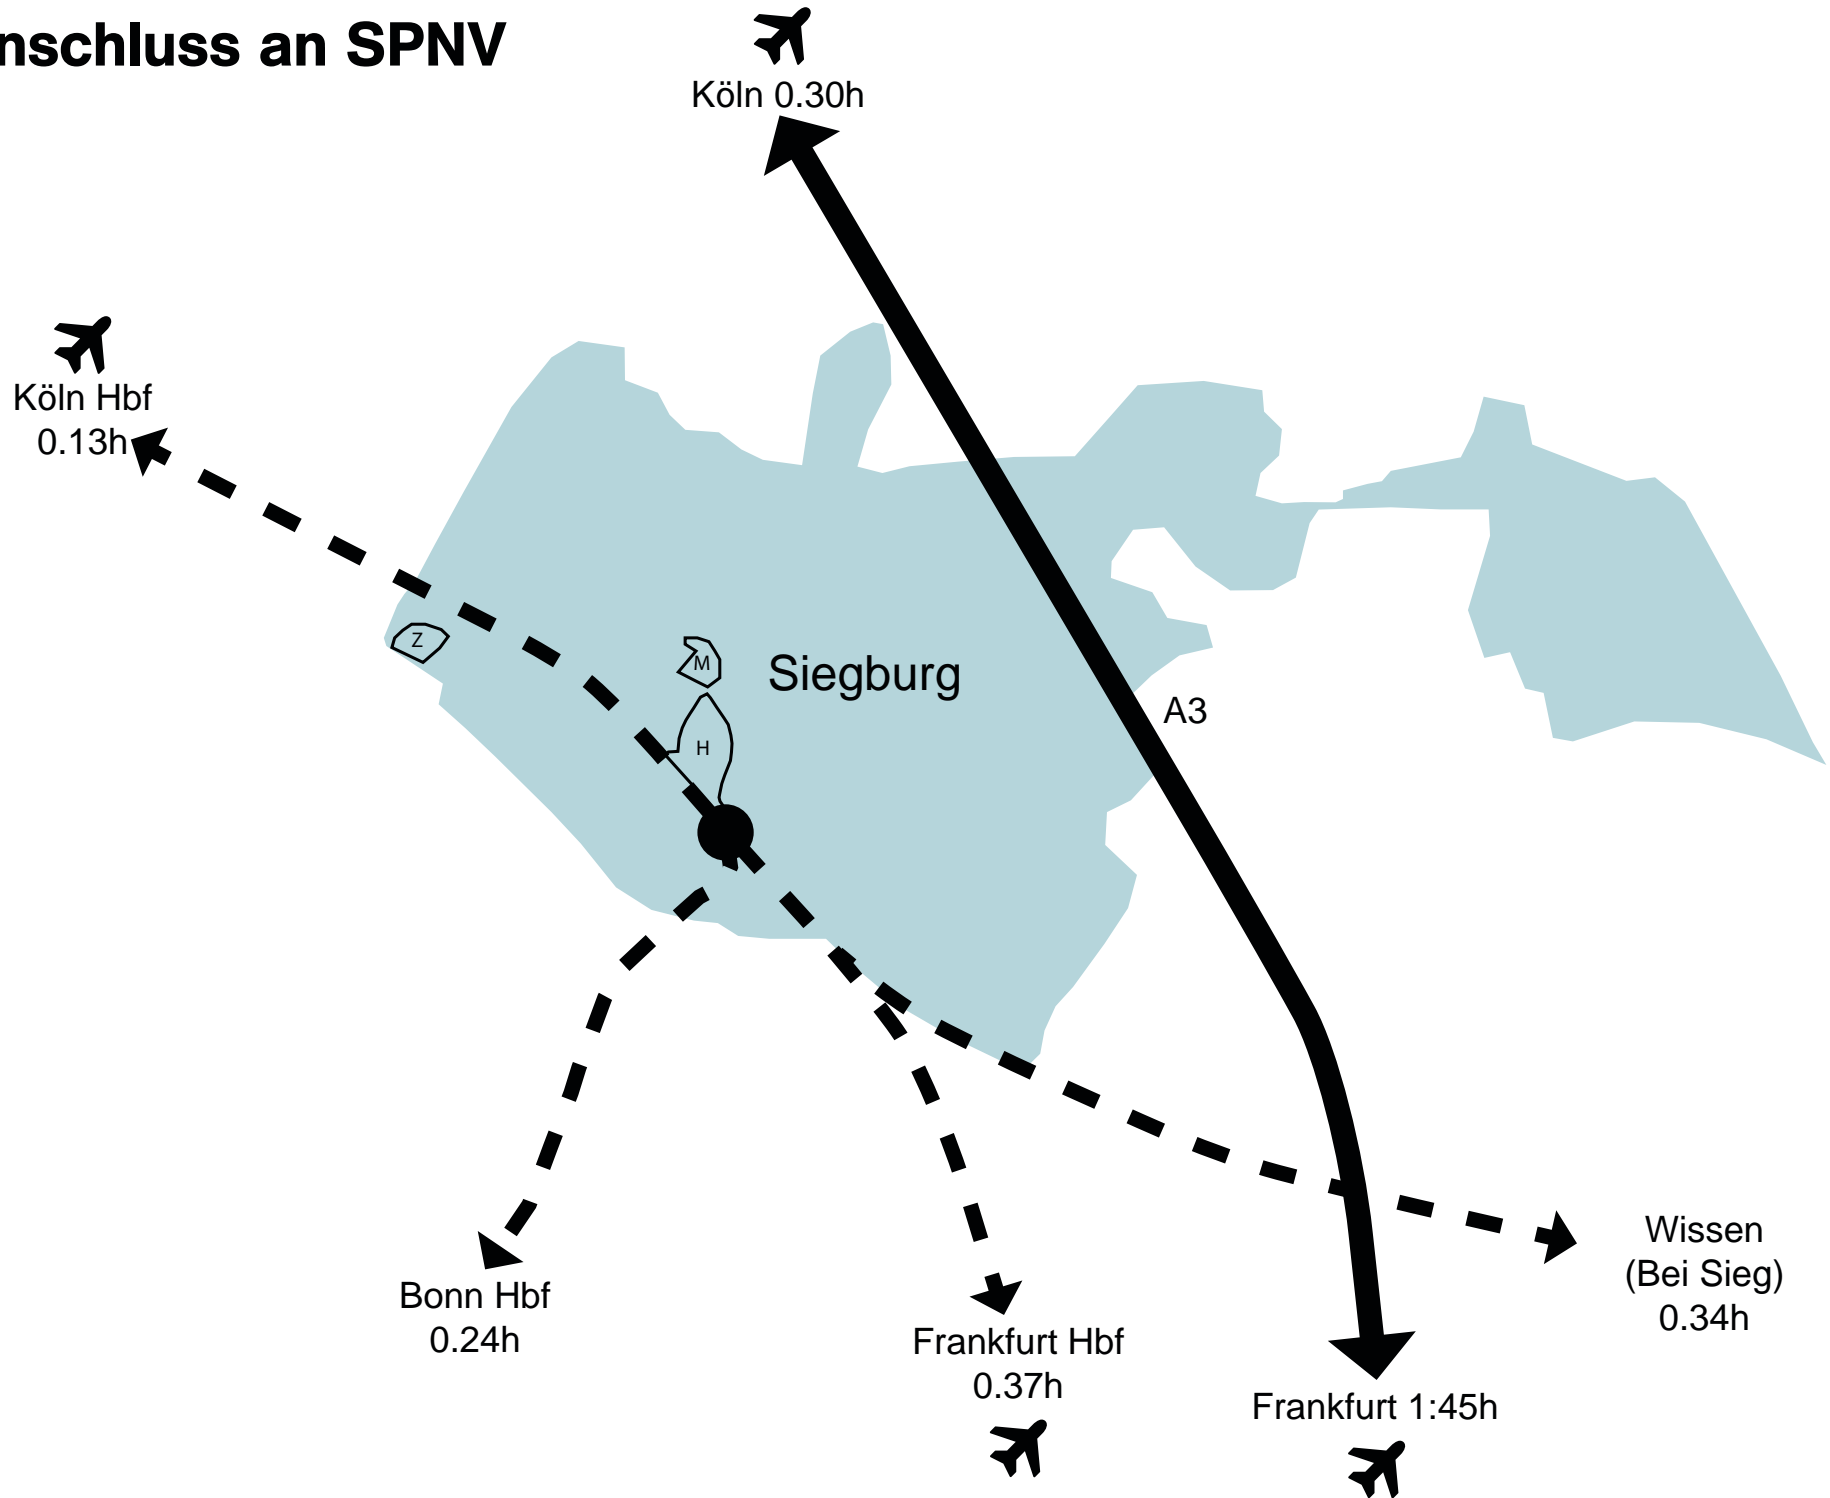 nschluss an SPNV
Köln 0.30h
Köln Hbf
0.13h
Z
M
Siegburg
A3
H
Bonn Hbf
0.24h
Frankfurt Hbf
0.37h
Wissen
(Bei Sieg)
0.34h
Frankfurt 1:45h